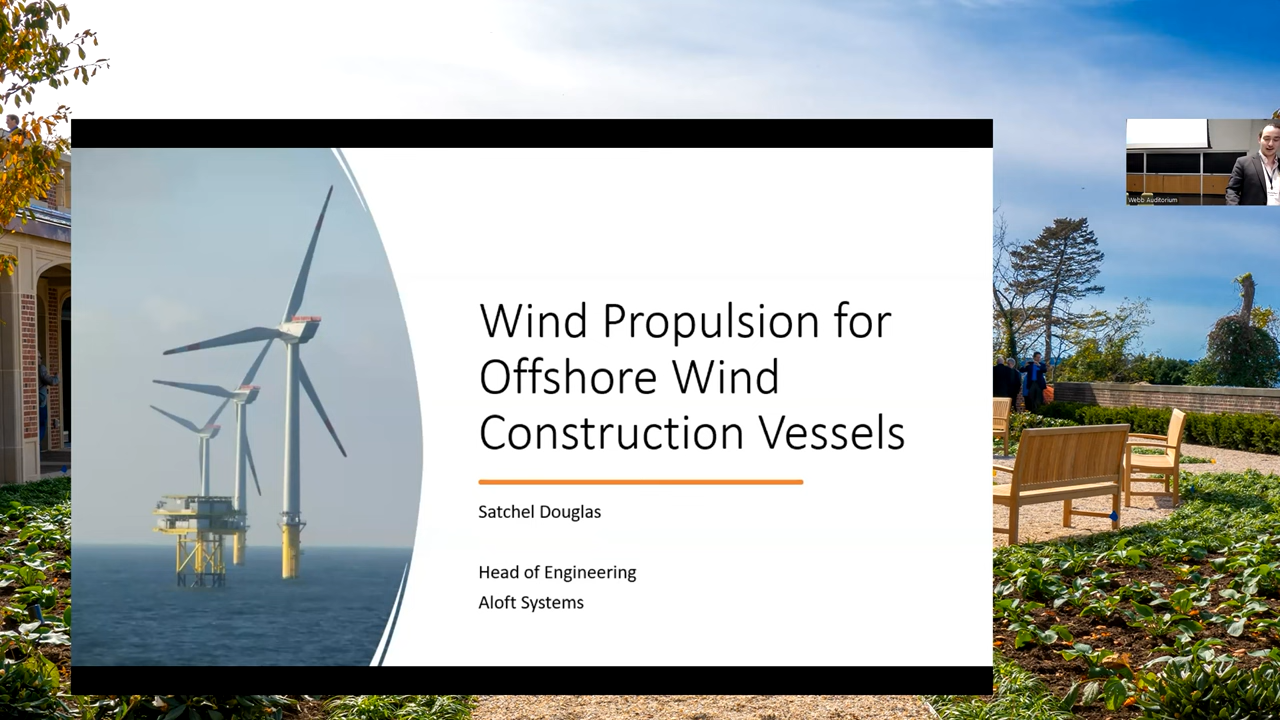 Wind Propulsion for
Offshore Wind
Construction Vessels
Satchel Douglas
Head of Engineering
Aloft Systems
Webb Auditorium